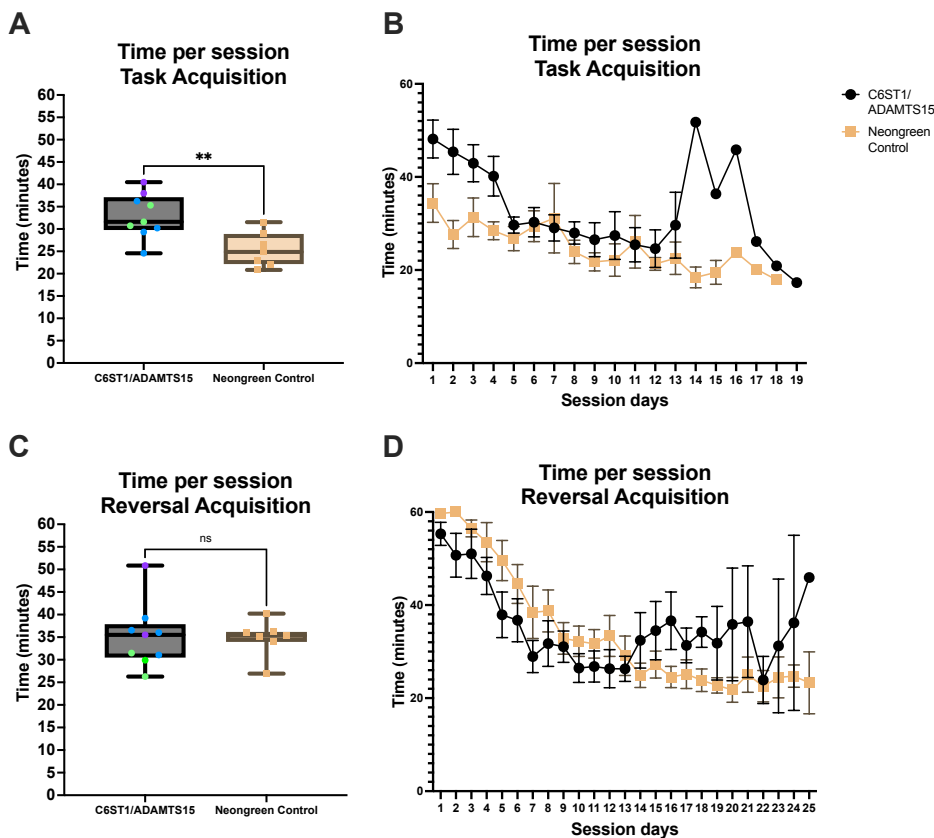 A
Time per session
Task Acquisition
Time (minutes)
60
55
50
45
40
35
30
25
20
15
10
5
0
**
C6ST1/ADAMTS15
Neongreen Control
B
Time per session
Task Acquisition
Time (minutes)
60
40
20
0
1 2 3 4 5 6 7 8 9 10 11 12 13 14 15 16 17 18 19
Session days
C6ST1/
ADAMTS15
Neongreen
Control
C
Time per session
Reversal Acquisition
Time (minutes)
60
55
50
45
40
35
30
25
20
15
10
5
0
ns
C6ST1/ADAMTS15
Neongreen Control
D
Time per session
Reversal Acquisition
Time (minutes)
60
40
20
0
1 2 3 4 5 6 7 8 9 10 11 12 13 14 15 16 17 18 19 20 21 22 23 24 25
Session days